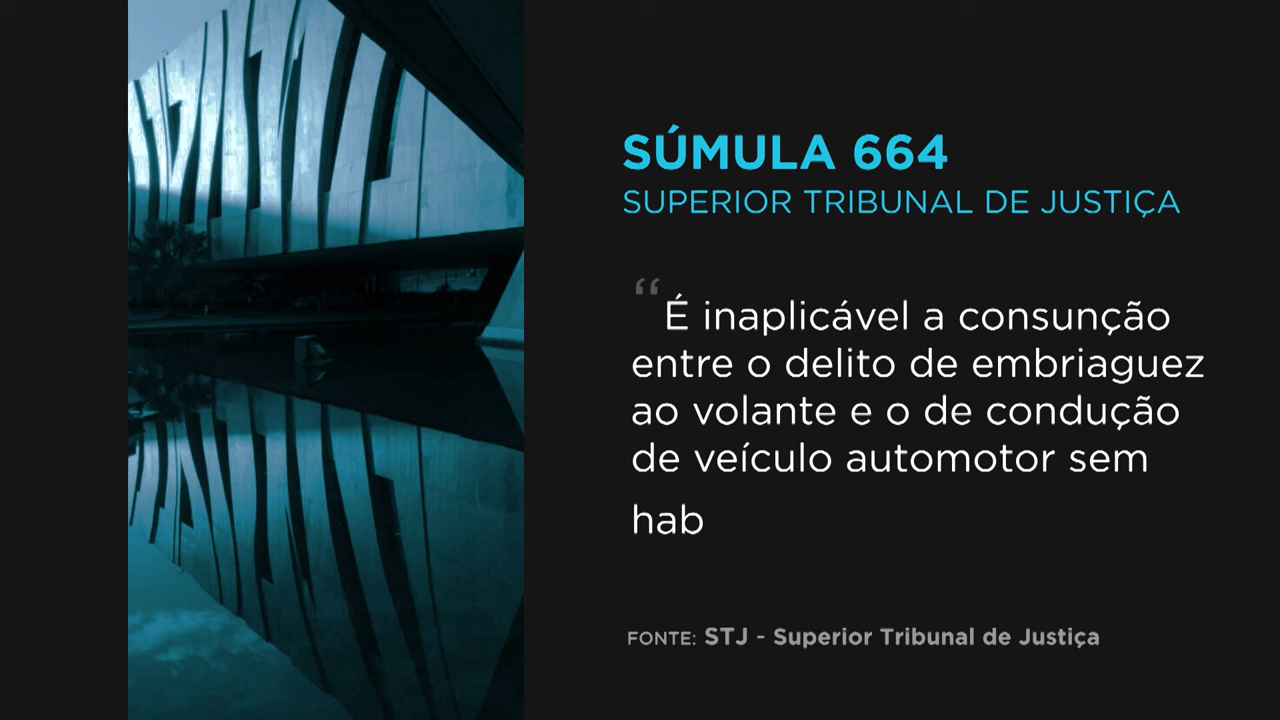 SÚMULA 664
SUPERIOR TRIBUNAL DE JUSTIÇA
“É inaplicável a consunção
entre o delito de embriaguez
ao volante e o de condução
de veículo automotor sem
hab
FONTE: STJ - Superior Tribunal de Justiça